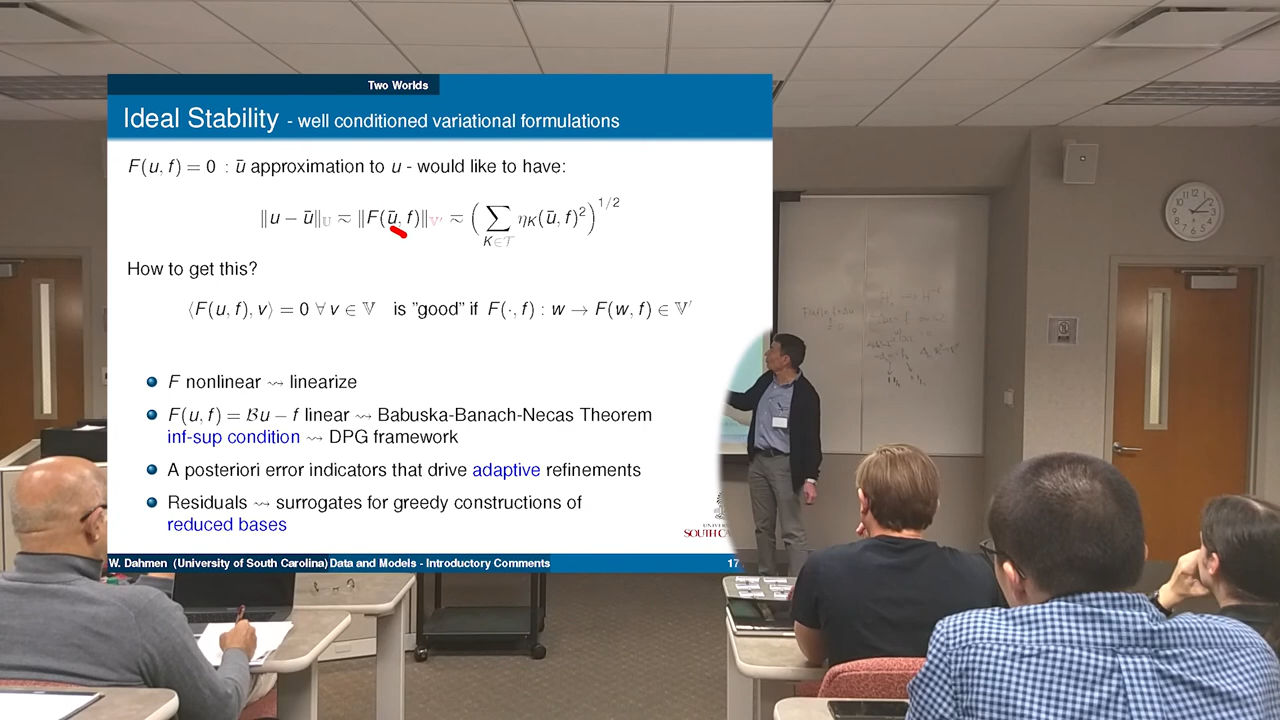 Two Worlds
Ideal Stability - well conditioned variational formulations
F(u, f) = 0 : ū approximation to u - would like to have:
‖u − ū‖_𝕌 ≂ ‖F(ū, f)‖_𝕍′ ≂ (∑_{K∈𝒯} η_K(ū, f)²)^{1/2}
How to get this?
⟨F(u, f), v⟩ = 0 ∀ v ∈ 𝕍 is "good" if F(·, f) : w → F(w, f) ∈ 𝕍′
F nonlinear ⇝ linearize
F(u, f) = ℬu − f linear ⇝ Babuska-Banach-Necas Theorem
inf-sup condition ⇝ DPG framework
A posteriori error indicators that drive adaptive refinements
Residuals ⇝ surrogates for greedy constructions of
reduced bases
W. Dahmen (University of South Carolina) Data and Models - Introductory Comments 17